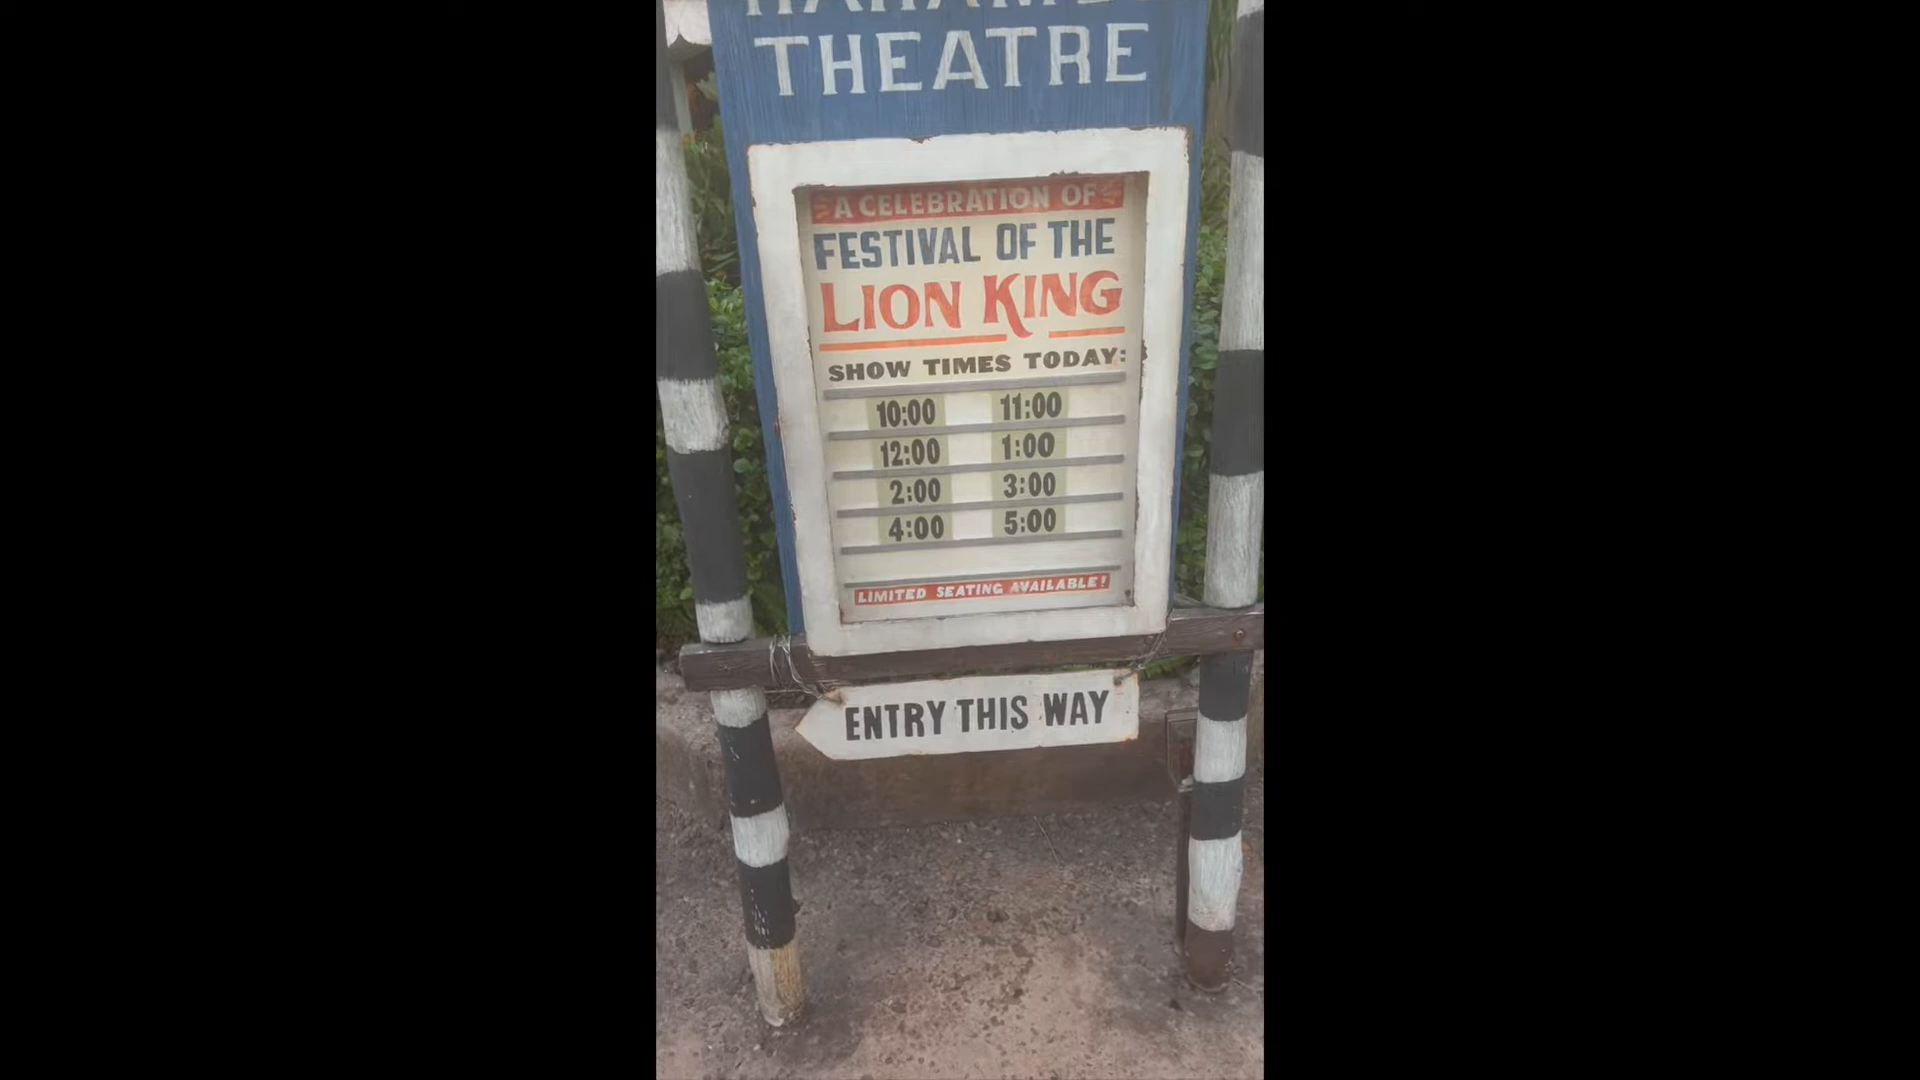 THEATRE
A CELEBRATION OF
FESTIVAL OF THE
LION KING
SHOW TIMES TODAY:
10:00 11:00
12:00 1:00
2:00 3:00
4:00 5:00
LIMITED SEATING AVAILABLE!
ENTRY THIS WAY